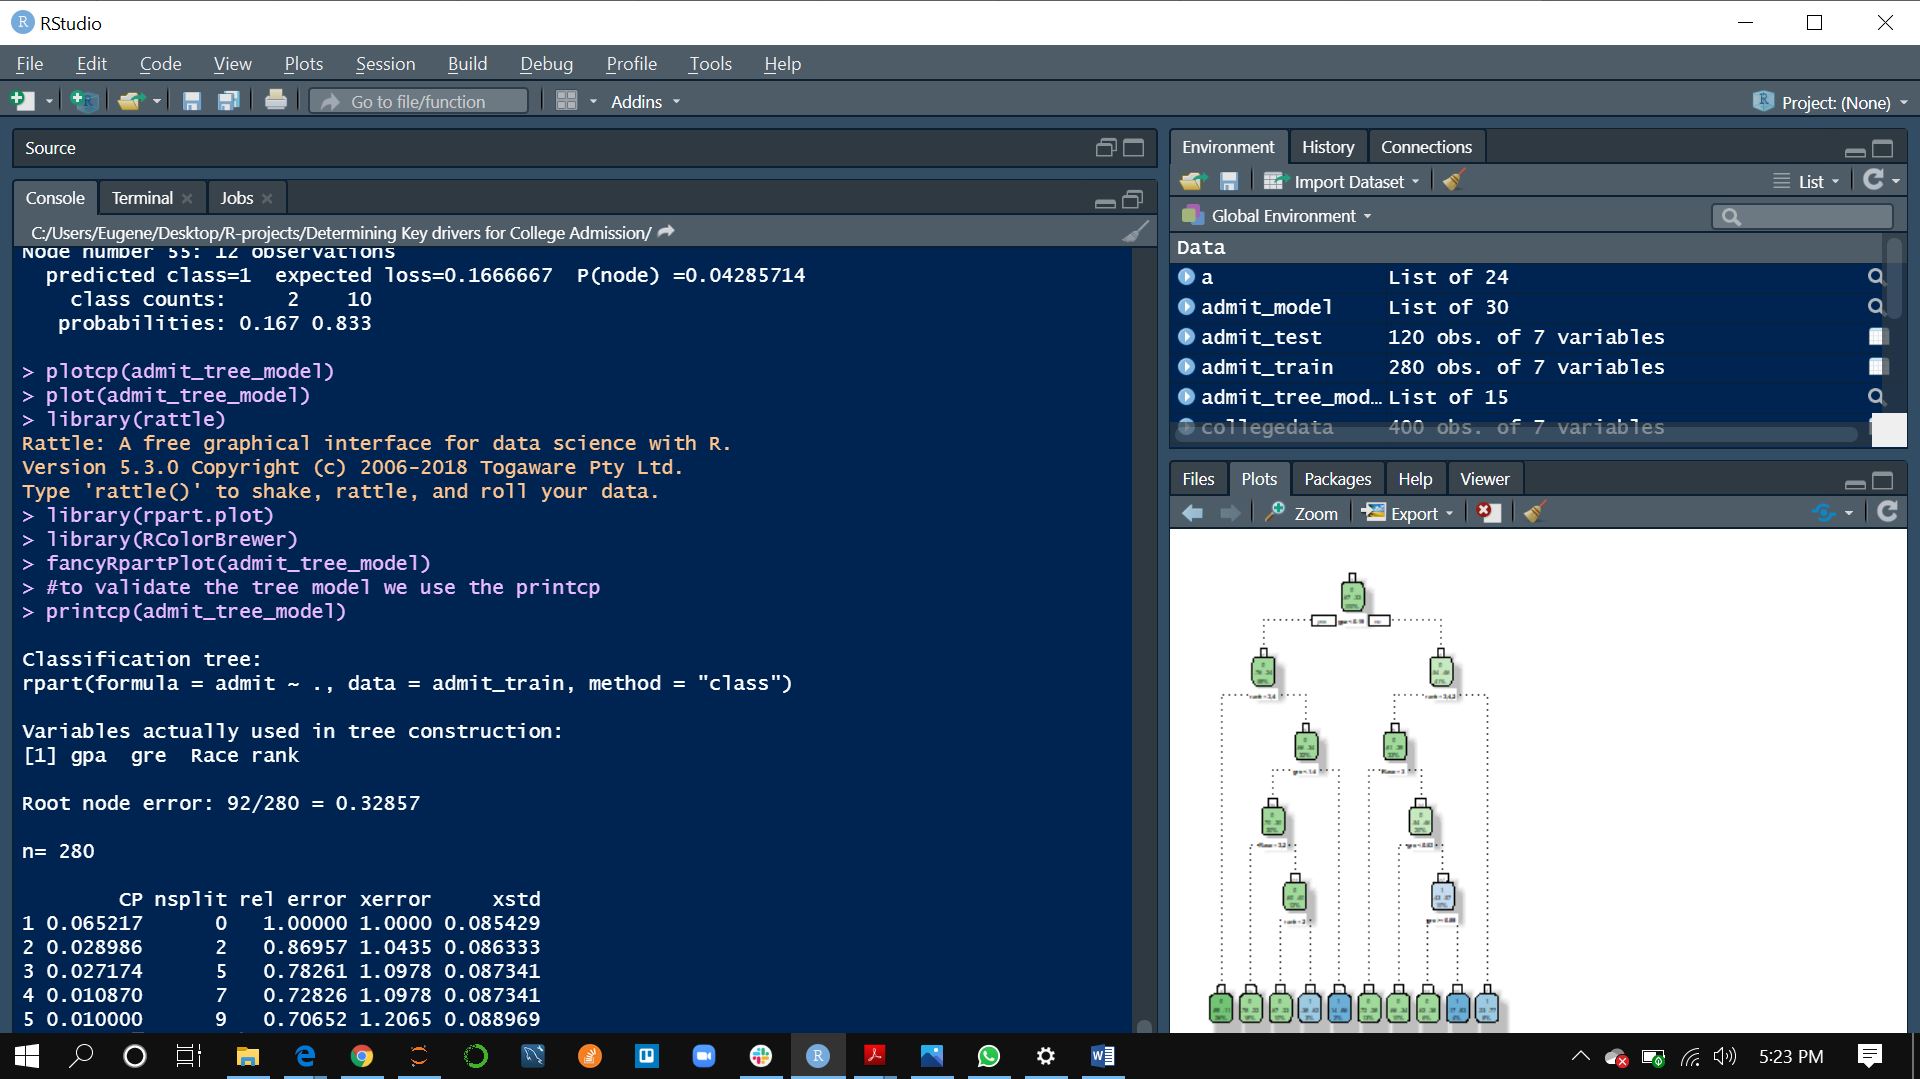 RStudio
File Edit Code View Plots Session Build Debug Profile Tools Help
Go to file/function Addins Project: (None)
Source
Console Terminal Jobs
C:/Users/Eugene/Desktop/R-projects/Determining Key drivers for College Admission/
Node number 55: 12 observations
predicted class=1 expected loss=0.1666667 P(node) =0.04285714
class counts: 2 10
probabilities: 0.167 0.833
> plotcp(admit_tree_model)
> plot(admit_tree_model)
> library(rattle)
Rattle: A free graphical interface for data science with R.
Version 5.3.0 Copyright (c) 2006-2018 Togaware Pty Ltd.
Type 'rattle()' to shake, rattle, and roll your data.
> library(rpart.plot)
> library(RColorBrewer)
> fancyRpartPlot(admit_tree_model)
> #to validate the tree model we use the printcp
> printcp(admit_tree_model)
Classification tree:
rpart(formula = admit ~ ., data = admit_train, method = "class")
Variables actually used in tree construction:
[1] gpa gre Race rank
Root node error: 92/280 = 0.32857
n= 280
CP nsplit rel error xerror xstd
1 0.065217 0 1.00000 1.0000 0.085429
2 0.028986 2 0.86957 1.0435 0.086333
3 0.027174 5 0.78261 1.0978 0.087341
4 0.010870 7 0.72826 1.0978 0.087341
5 0.010000 9 0.70652 1.2065 0.088969
Environment History Connections
Import Dataset List
Global Environment
Data
a List of 24
admit_model List of 30
admit_test 120 obs. of 7 variables
admit_train 280 obs. of 7 variables
admit_tree_mod… List of 15
collegedata 400 obs. of 7 variables
Files Plots Packages Help Viewer
Zoom Export
5:23 PM